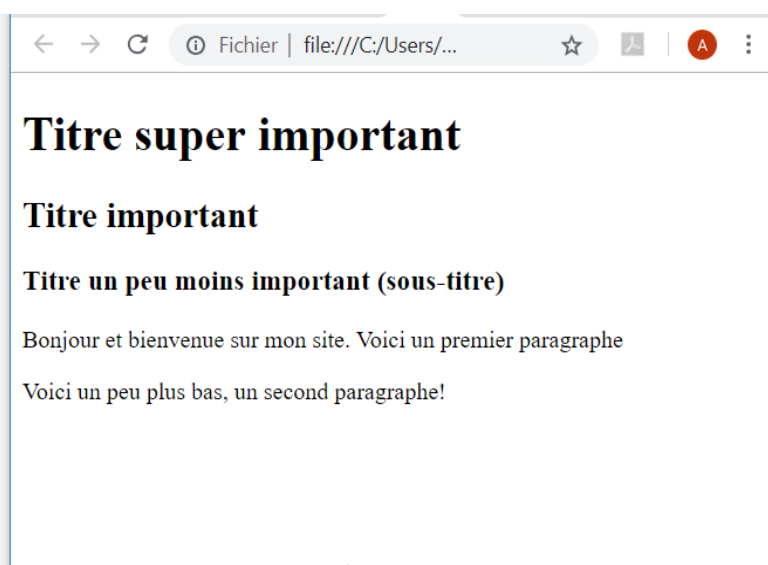 Fichier | file:///C:/Users/...
A
Titre super important
Titre important
Titre un peu moins important (sous-titre)
Bonjour et bienvenue sur mon site. Voici un premier paragraphe
Voici un peu plus bas, un second paragraphe!